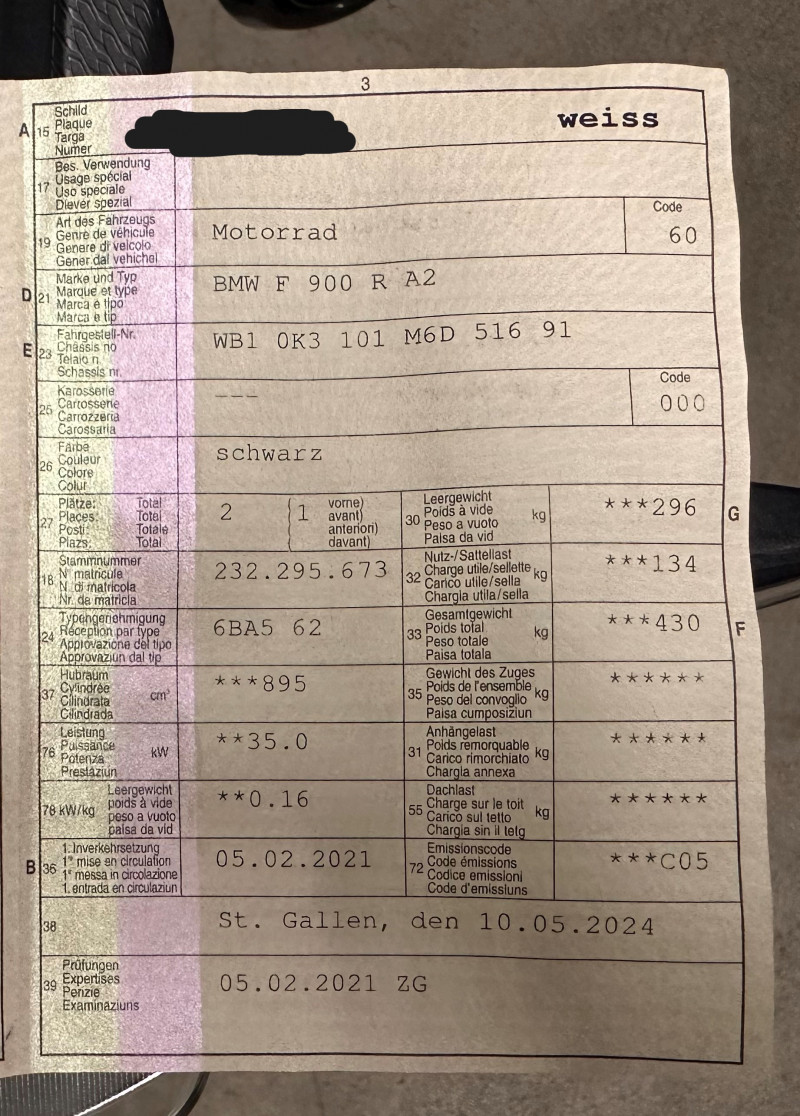 3
A 15 Schild
Plaque
Targa
Numer
weiss
17 Bes. Verwendung
Usage spécial
Uso speciale
Diever spezial
19 Art des Fahrzeugs
Genre de véhicule
Genere di veicolo
Gener dal vehichel
Motorrad
Code
60
D 21 Marke und Typ
Marque et type
Marca e tipo
Marca e tip
BMW F 900 R A2
E 23 Fahrgestell-Nr.
Châssis no
Telaio n.
Schassis nr.
WB1 0K3 101 M6D 516 91
25 Karosserie
Carrosserie
Carrozzeria
Carossaria
---
Code
000
26 Farbe
Couleur
Colore
Colur
schwarz
27 Plätze: Total
Places: Total
Posti: Totale
Plazs: Total
2 (1 vorne)
avant)
anteriori)
davant)
30 Leergewicht
Poids à vide
Peso a vuoto
Paisa da vid
kg
***296
G
18 Stammnummer
N° matricule
N. di matricola
Nr. da matricla
232.295.673
32 Nutz-/Sattellast
Charge utile/sellette
Carico utile/sella
Chargia utila/sella
kg
***134
24 Typengenehmigung
Réception par type
Approvazione del tipo
Approvaziun dal tip
6BA5 62
33 Gesamtgewicht
Poids total
Peso totale
Paisa totala
kg
***430
F
37 Hubraum
Cylindrée
Cilindrata
Cilindrada
cm³
***895
35 Gewicht des Zuges
Poids de l'ensemble
Peso del convoglio
Paisa cumposiziun
kg
******
76 Leistung
Puissance
Potenza
Prestaziun
kW
**35.0
31 Anhängelast
Poids remorquable
Carico rimorchiato
Chargia annexa
kg
******
78 kW/kg Leergewicht
poids à vide
peso a vuoto
paisa da vid
**0.16
55 Dachlast
Charge sur le toit
Carico sul tetto
Chargia sin il tetg
kg
******
B 36 1. Inverkehrsetzung
1re mise en circulation
1a messa in circolazione
1. entrada en circulaziun
05.02.2021
72 Emissionscode
Code émissions
Codice emissioni
Code d'emissiuns
***C05
38
St. Gallen, den 10.05.2024
39 Prüfungen
Expertises
Perizie
Examinaziuns
05.02.2021 ZG